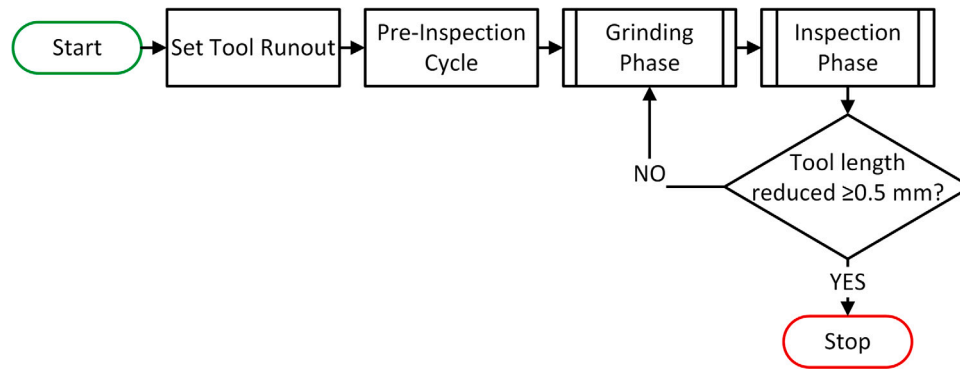 Start
Set Tool Runout
Pre-Inspection
Cycle
Grinding
Phase
Inspection
Phase
Tool length
reduced ≥0.5 mm?
NO
YES
Stop